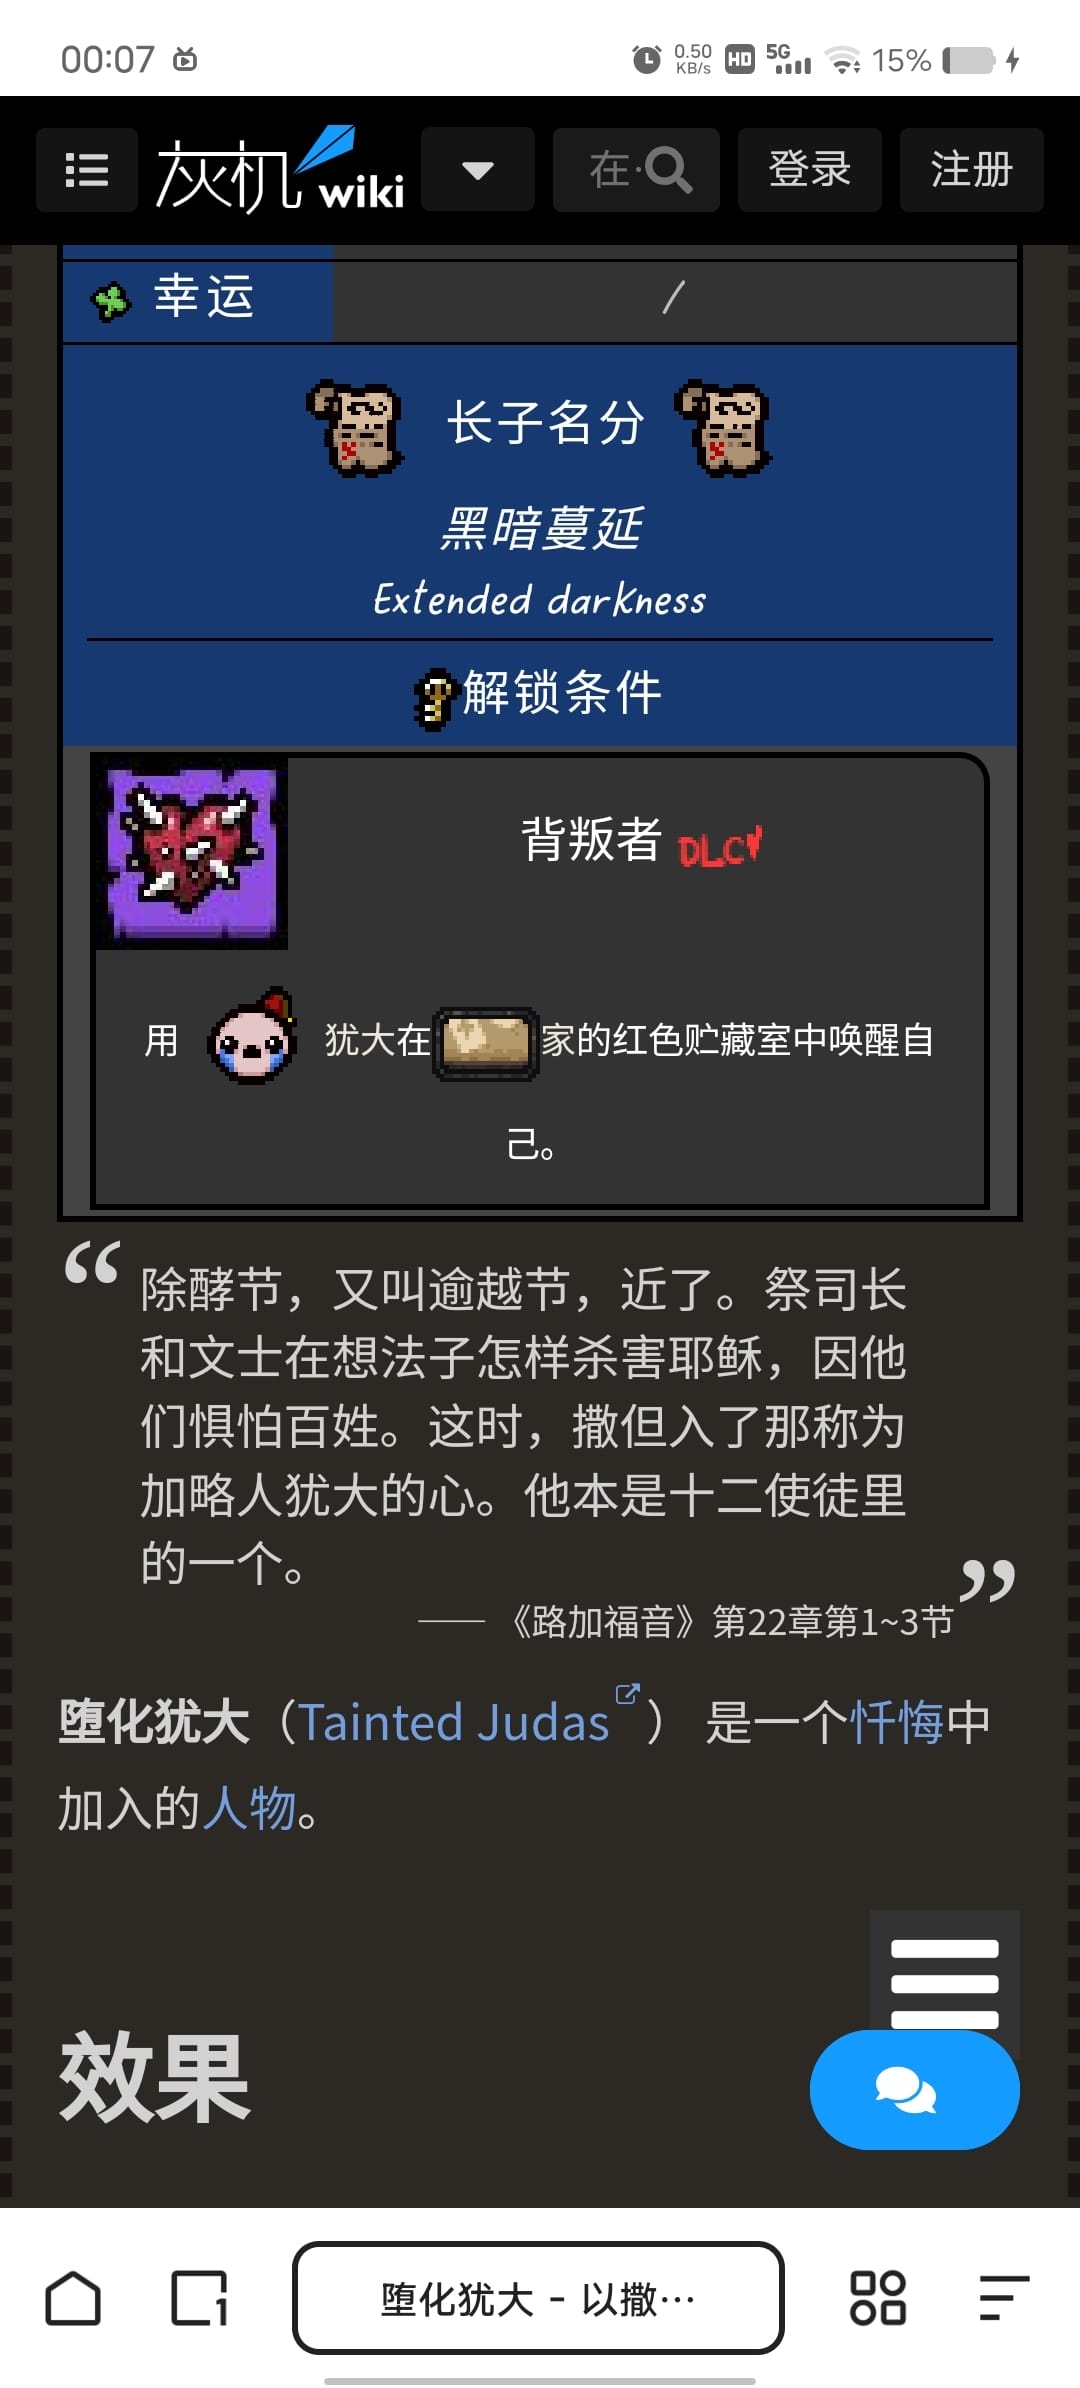 00:07
0.50 KB/s HD 5G 15%
灰机wiki 在· 登录 注册
幸运 /
长子名分
黑暗蔓延
Extended darkness
解锁条件
背叛者 DLC
用 犹大在 家的红色贮藏室中唤醒自
己。
“除酵节，又叫逾越节，近了。祭司长
和文士在想法子怎样杀害耶稣，因他
们惧怕百姓。这时，撒但入了那称为
加略人犹大的心。他本是十二使徒里
的一个。”
—— 《路加福音》第22章第1~3节
堕化犹大（Tainted Judas） 是一个忏悔中
加入的人物。
效果
1 堕化犹大 - 以撒…